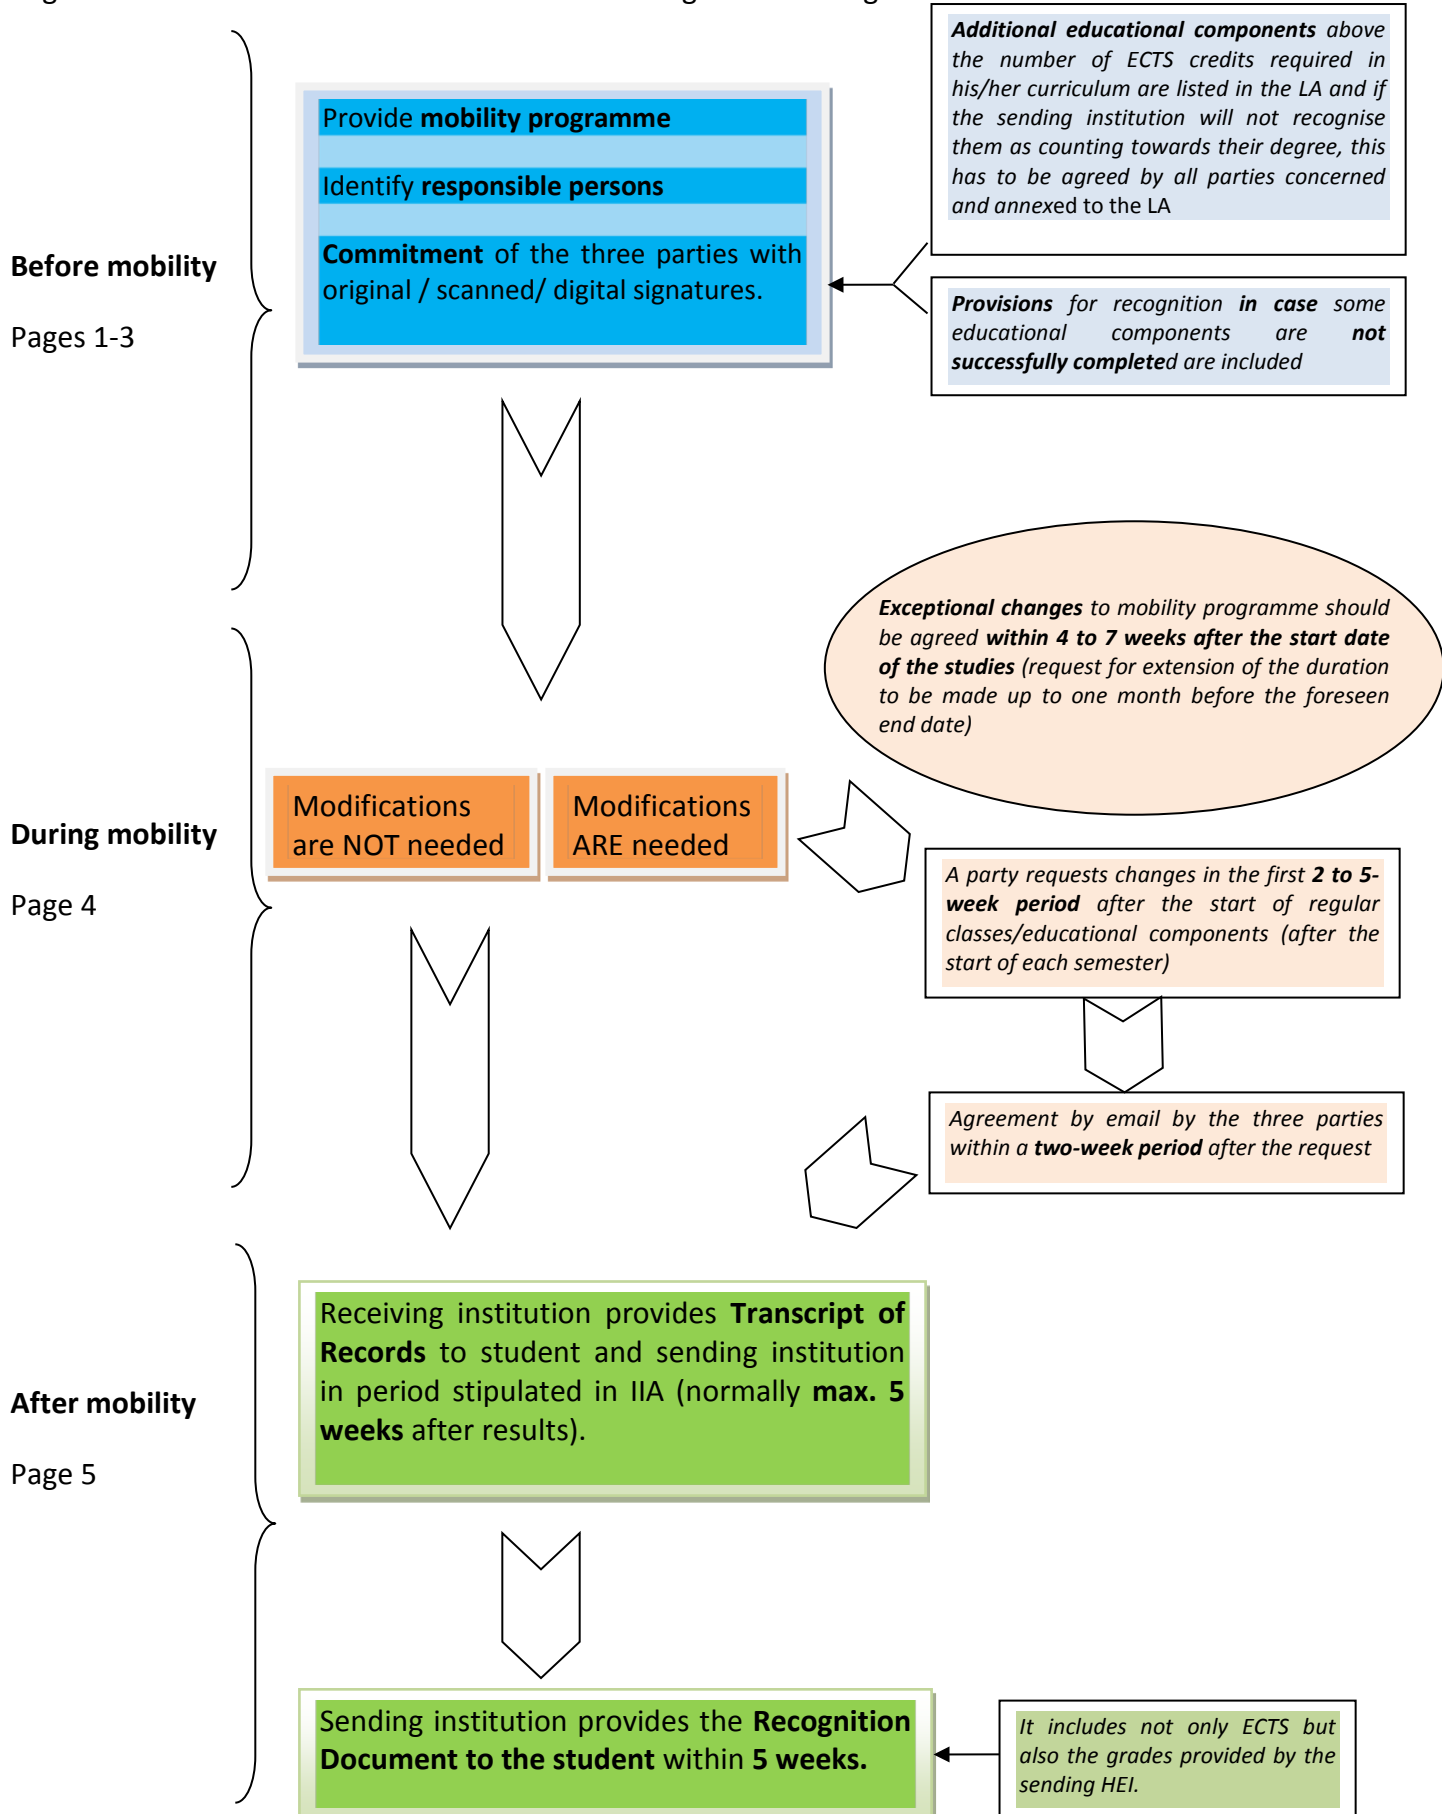 Additional educational components above
the number of ECTS credits required in
his/her curriculum are listed in the LA and if
the sending institution will not recognise
them as counting towards their degree, this
has to be agreed by all parties concerned
and annexed to the LA
Provide mobility programme
Identify responsible persons
Commitment of the three parties with
original / scanned/ digital signatures.
Before mobility
Pages 1-3
Provisions for recognition in case some
educational components are not
successfully completed are included
Exceptional changes to mobility programme should
be agreed within 4 to 7 weeks after the start date
of the studies (request for extension of the duration
to be made up to one month before the foreseen
end date)
During mobility
Page 4
Modifications
are NOT needed
Modifications
ARE needed
A party requests changes in the first 2 to 5-
week period after the start of regular
classes/educational components (after the
start of each semester)
Agreement by email by the three parties
within a two-week period after the request
After mobility
Page 5
Receiving institution provides Transcript of
Records to student and sending institution
in period stipulated in IIA (normally max. 5
weeks after results).
Sending institution provides the Recognition
Document to the student within 5 weeks.
It includes not only ECTS but
also the grades provided by the
sending HEI.